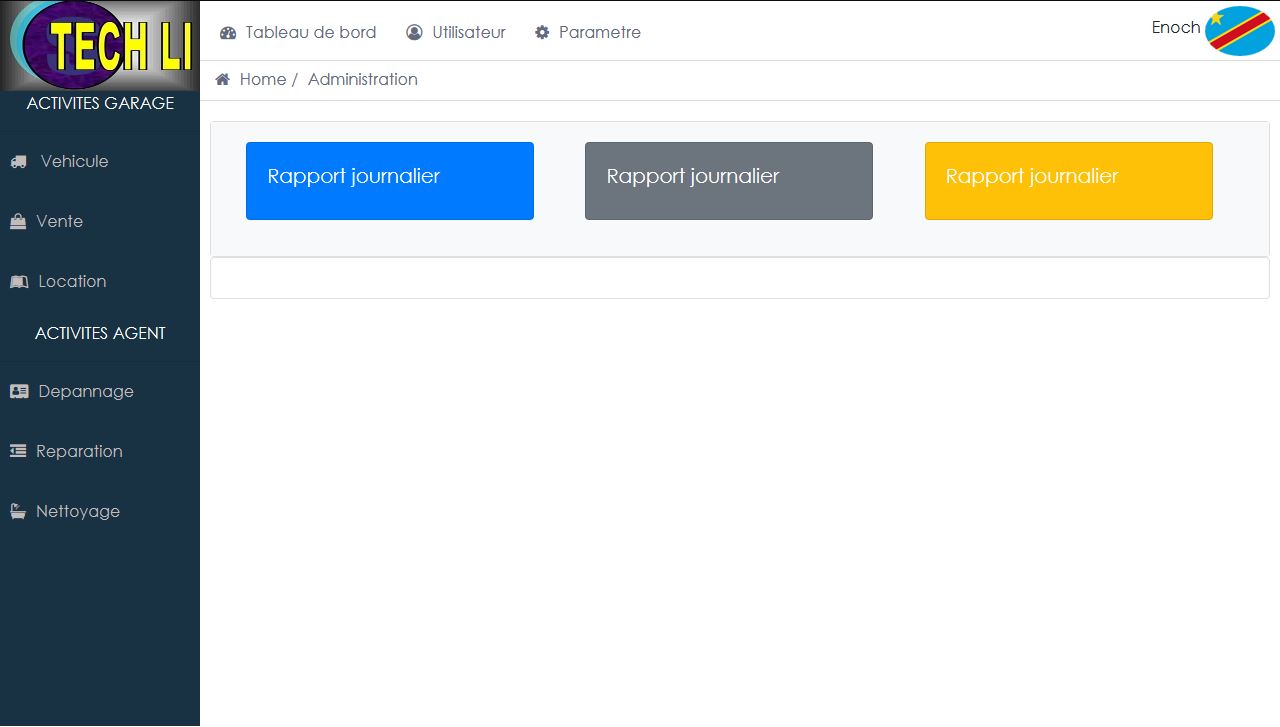 TECH LI
Tableau de bord Utilisateur Parametre
Enoch
Home / Administration
ACTIVITES GARAGE
Vehicule
Vente
Location
ACTIVITES AGENT
Depannage
Reparation
Nettoyage
Rapport journalier
Rapport journalier
Rapport journalier